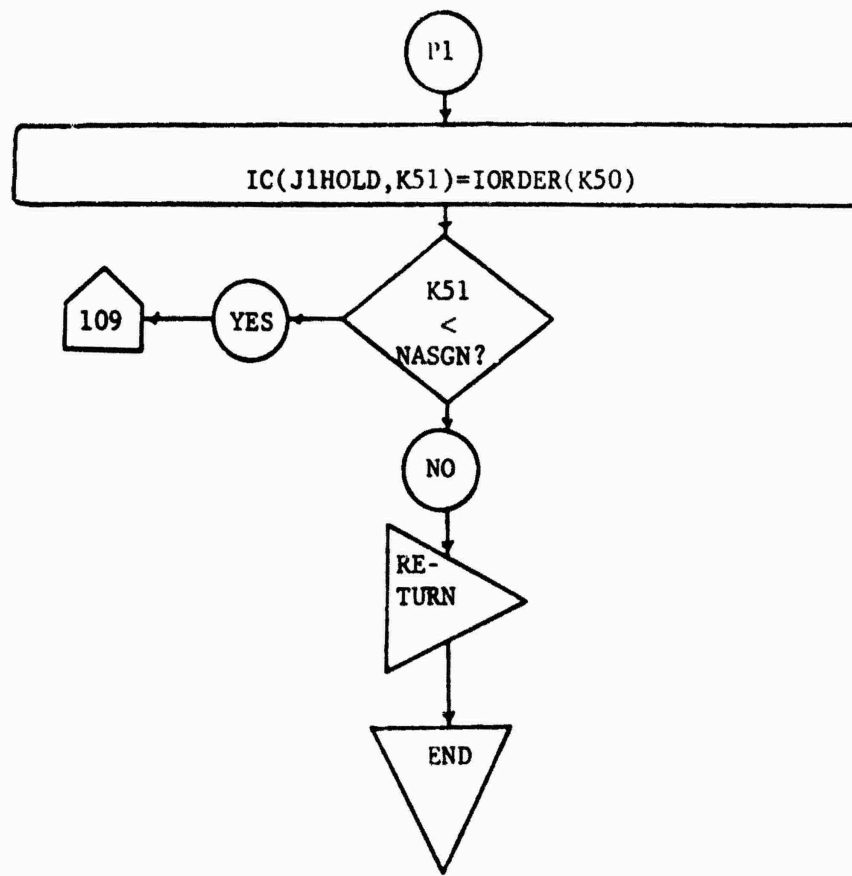 P1
IC(J1HOLD,K51)=IORDER(K50)
K51
<
NASGN?
YES
109
NO
RE-
TURN
END